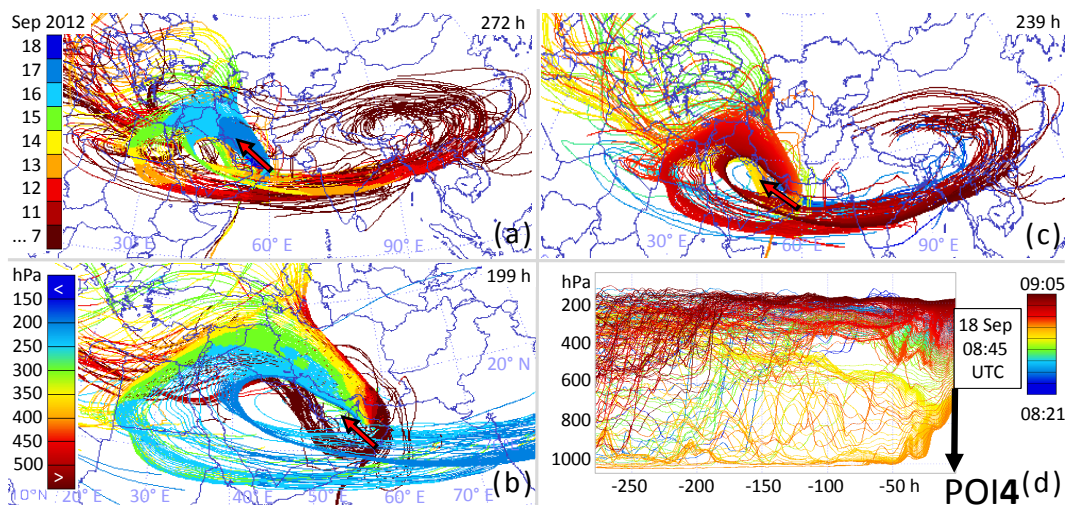 Sep 2012
18
17
16
15
14
13
12
11
... 7
272 h
30° E
60° E
90° E
(a)
239 h
30° E
60° E
90° E
(c)
hPa
<
150
200
250
300
350
400
450
500
>
199 h
20° N
10°N
20° E
30° E
40° E
50° E
60° E
70° E
(b)
hPa
200
400
600
800
1000
-250
-200
-150
-100
-50 h
09:05
08:21
18 Sep
08:45
UTC
POI4
(d)